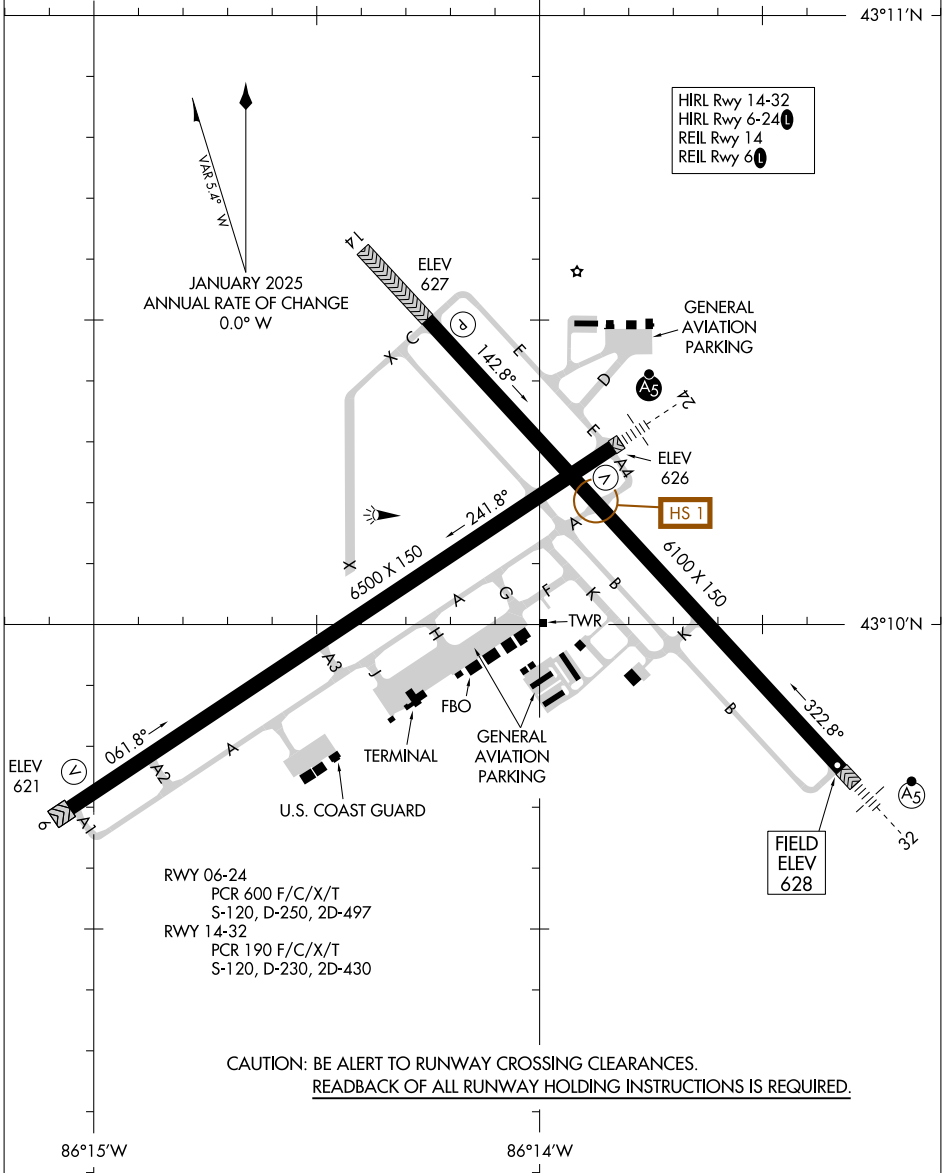 43°11'N
HIRL Rwy 14-32
HIRL Rwy 6-24 L
REIL Rwy 14
REIL Rwy 6 L
VAR 5.4° W
JANUARY 2025
ANNUAL RATE OF CHANGE
0.0° W
14
ELEV
627
P
C
X
E
142.8°
GENERAL
AVIATION
PARKING
D
A5
24
E
A4
ELEV
626
V
HS 1
241.8°
A
6500 X 150
X
6100 X 150
A
G
F
K
B
H
TWR
K
43°10'N
A3
J
FBO
B
TERMINAL
GENERAL
AVIATION
PARKING
322.8°
061.8°
A
A2
ELEV
621
V
U.S. COAST GUARD
A5
6
A1
32
FIELD
ELEV
628
RWY 06-24
PCR 600 F/C/X/T
S-120, D-250, 2D-497
RWY 14-32
PCR 190 F/C/X/T
S-120, D-230, 2D-430
CAUTION: BE ALERT TO RUNWAY CROSSING CLEARANCES.
READBACK OF ALL RUNWAY HOLDING INSTRUCTIONS IS REQUIRED.
86°15'W
86°14'W